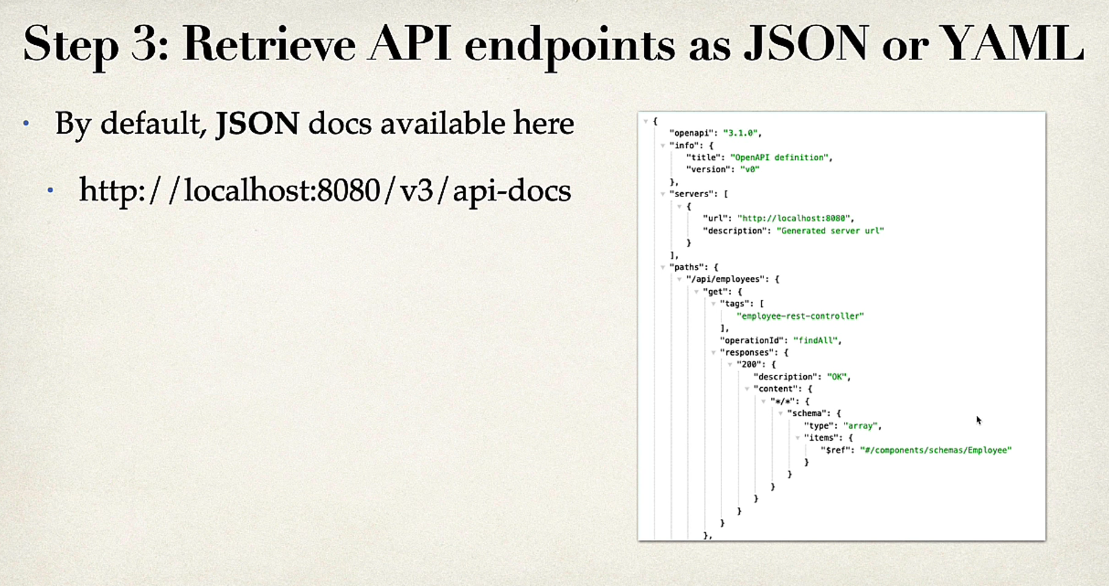 Step 3: Retrieve API endpoints as JSON or YAML
• By default, JSON docs available here
• http://localhost:8080/v3/api-docs
{
"openapi": "3.1.0",
"info": {
"title": "OpenAPI definition",
"version": "v0"
},
"servers": [
{
"url": "http://localhost:8080",
"description": "Generated server url"
}
],
"paths": {
"/api/employees": {
"get": {
"tags": [
"employee-rest-controller"
],
"operationId": "findAll",
"responses": {
"200": {
"description": "OK",
"content": {
"*/*": {
"schema": {
"type": "array",
"items": {
"$ref": "#/components/schemas/Employee"
}
}
}
}
}
}
},